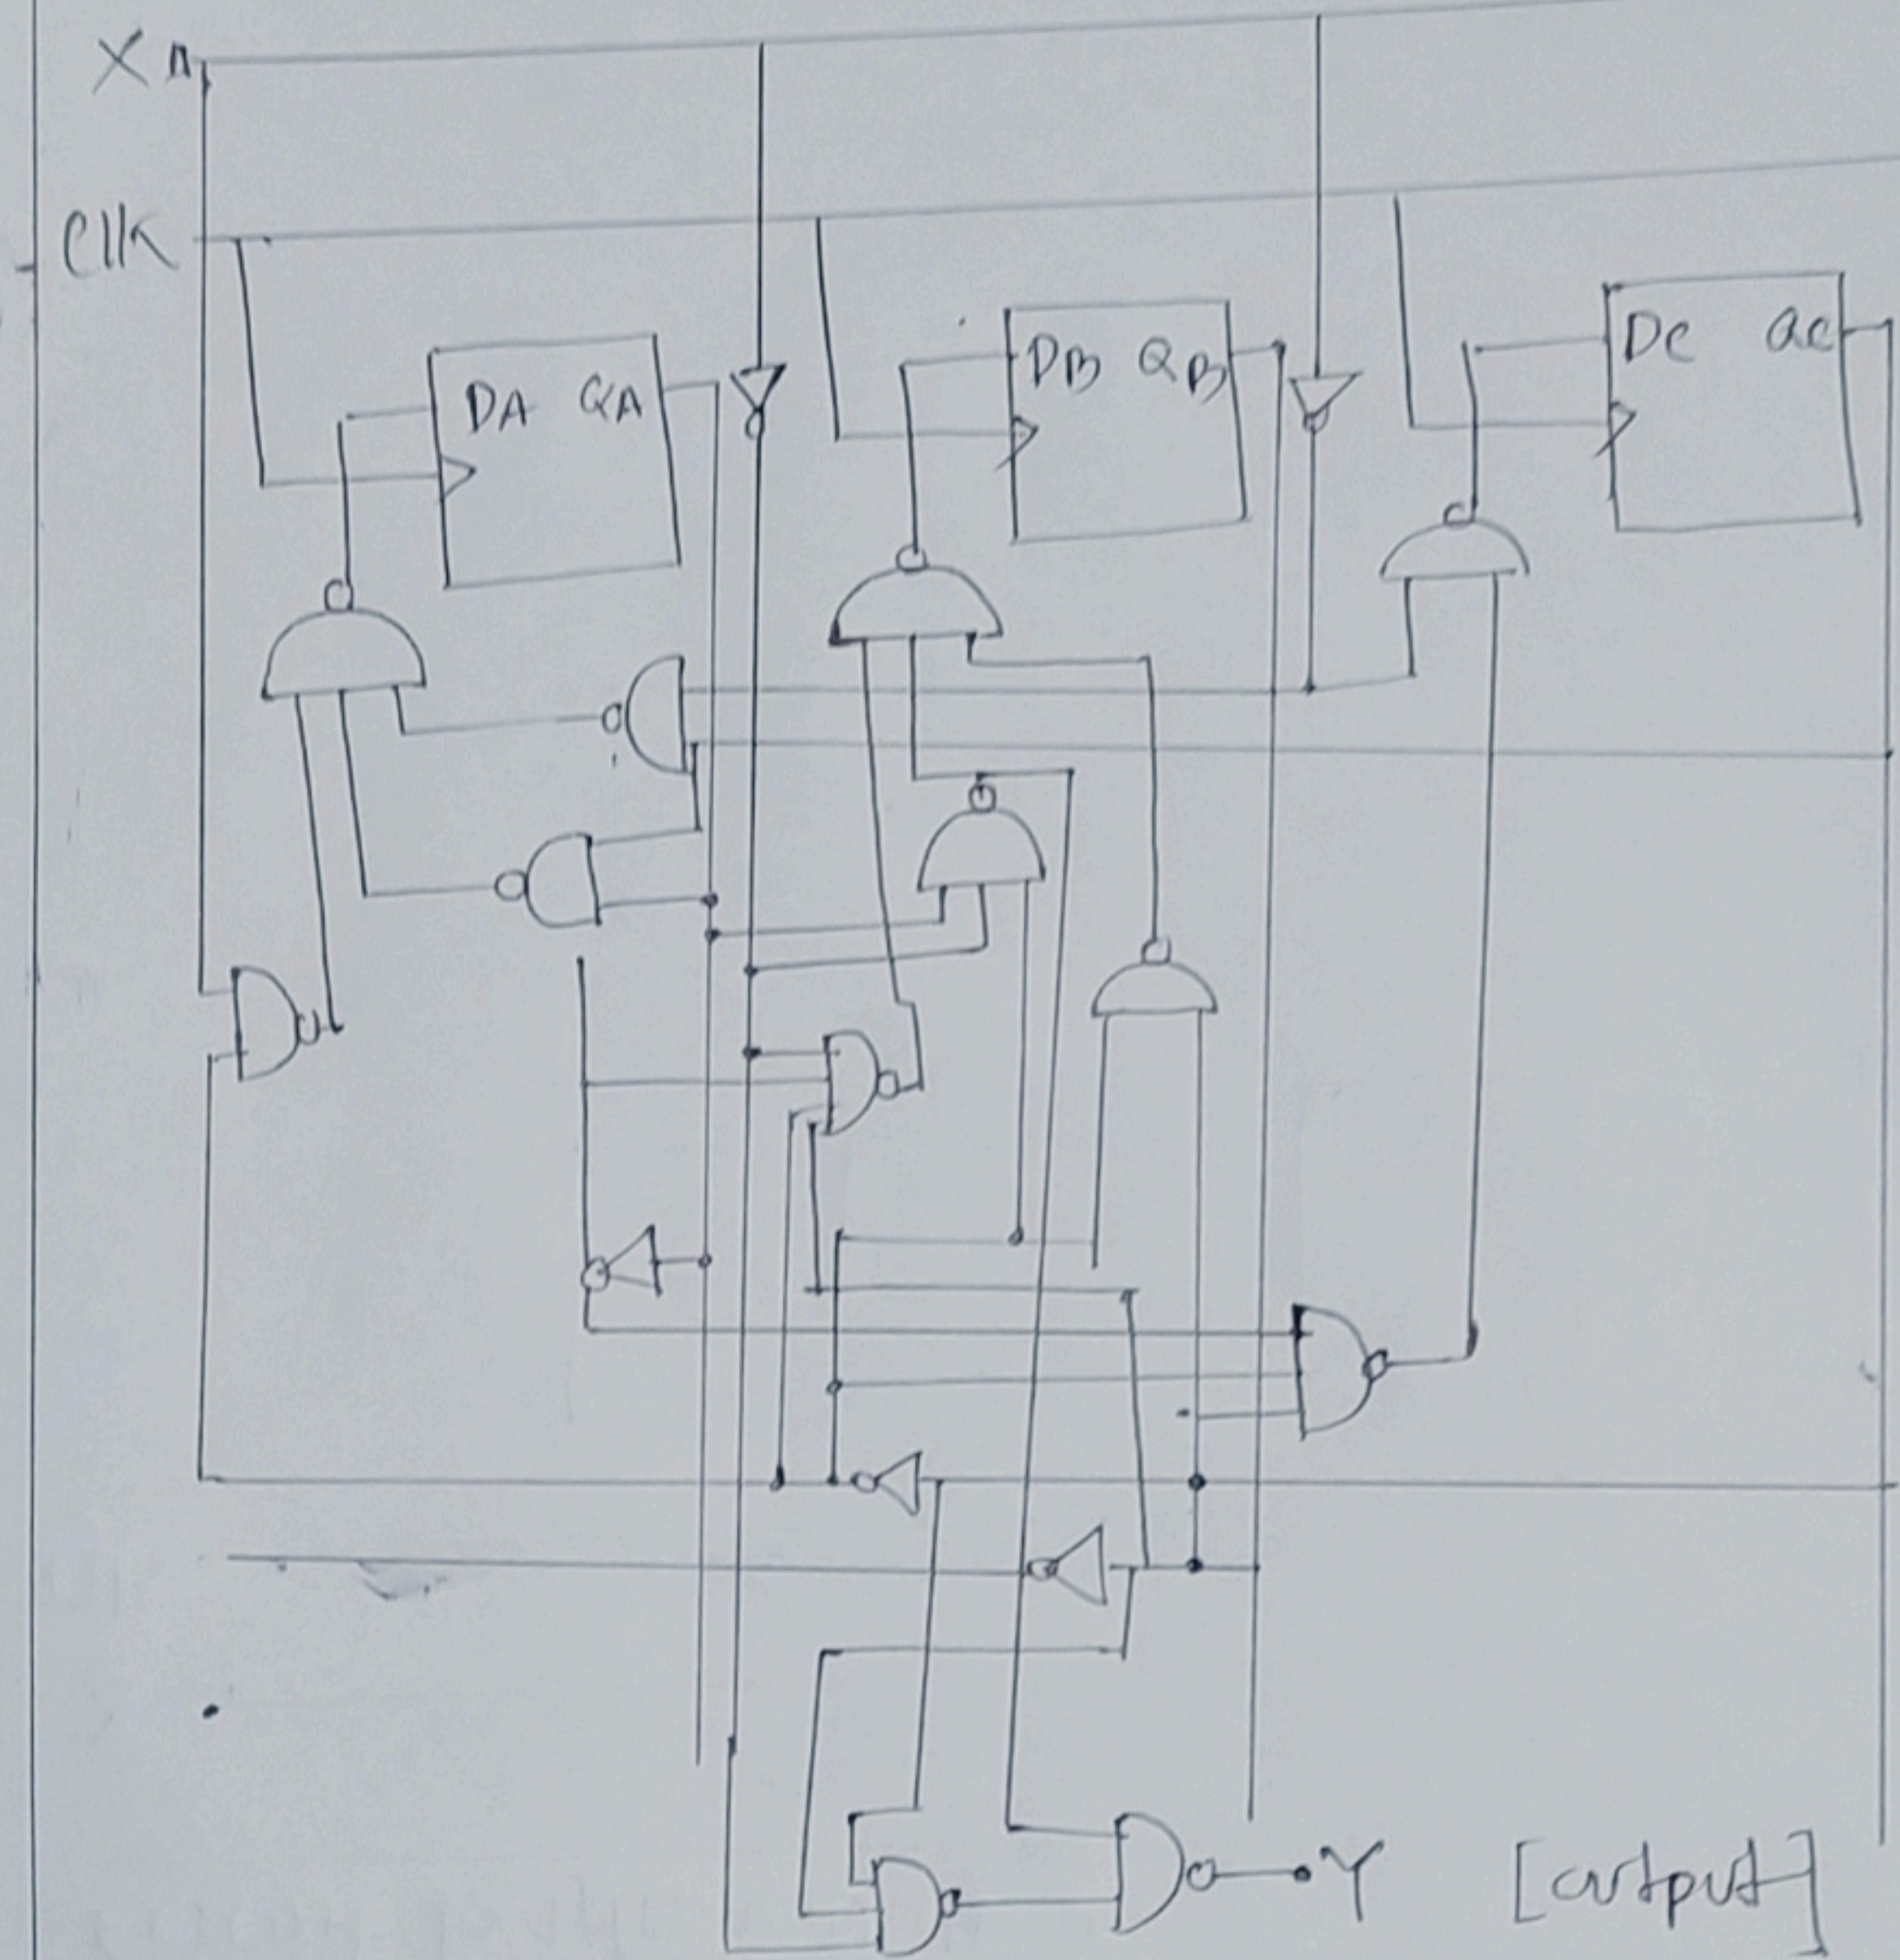 X
Clk
DA QA
DB QB
DC QC
Y [output]